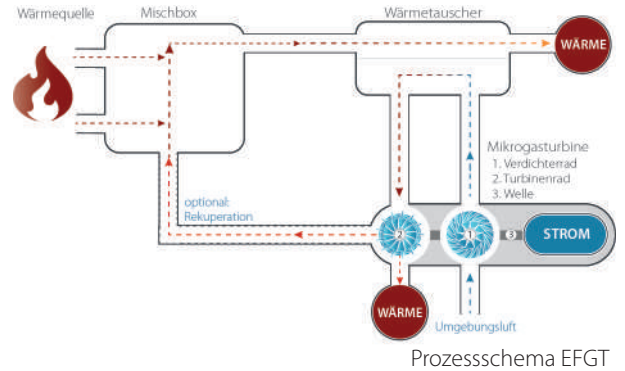 Wärmequelle
Mischbox
Wärmetauscher
WÄRME
Mikrogasturbine
1. Verdichterrad
2. Turbinenrad
3. Welle
optional:
Rekuperation
2
1
3
STROM
WÄRME
Umgebungsluft
Prozessschema EFGT